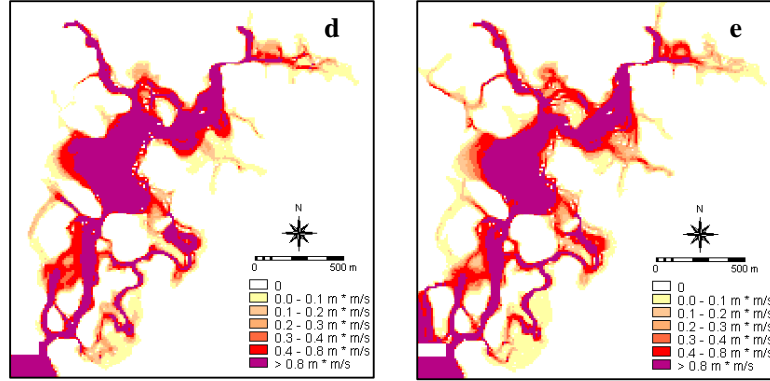 d
N
0 500 m
0
0.0 - 0.1 m * m/s
0.1 - 0.2 m * m/s
0.2 - 0.3 m * m/s
0.3 - 0.4 m * m/s
0.4 - 0.8 m * m/s
> 0.8 m * m/s
e
N
0 500 m
0
0.0 - 0.1 m * m/s
0.1 - 0.2 m * m/s
0.2 - 0.3 m * m/s
0.3 - 0.4 m * m/s
0.4 - 0.8 m * m/s
> 0.8 m * m/s